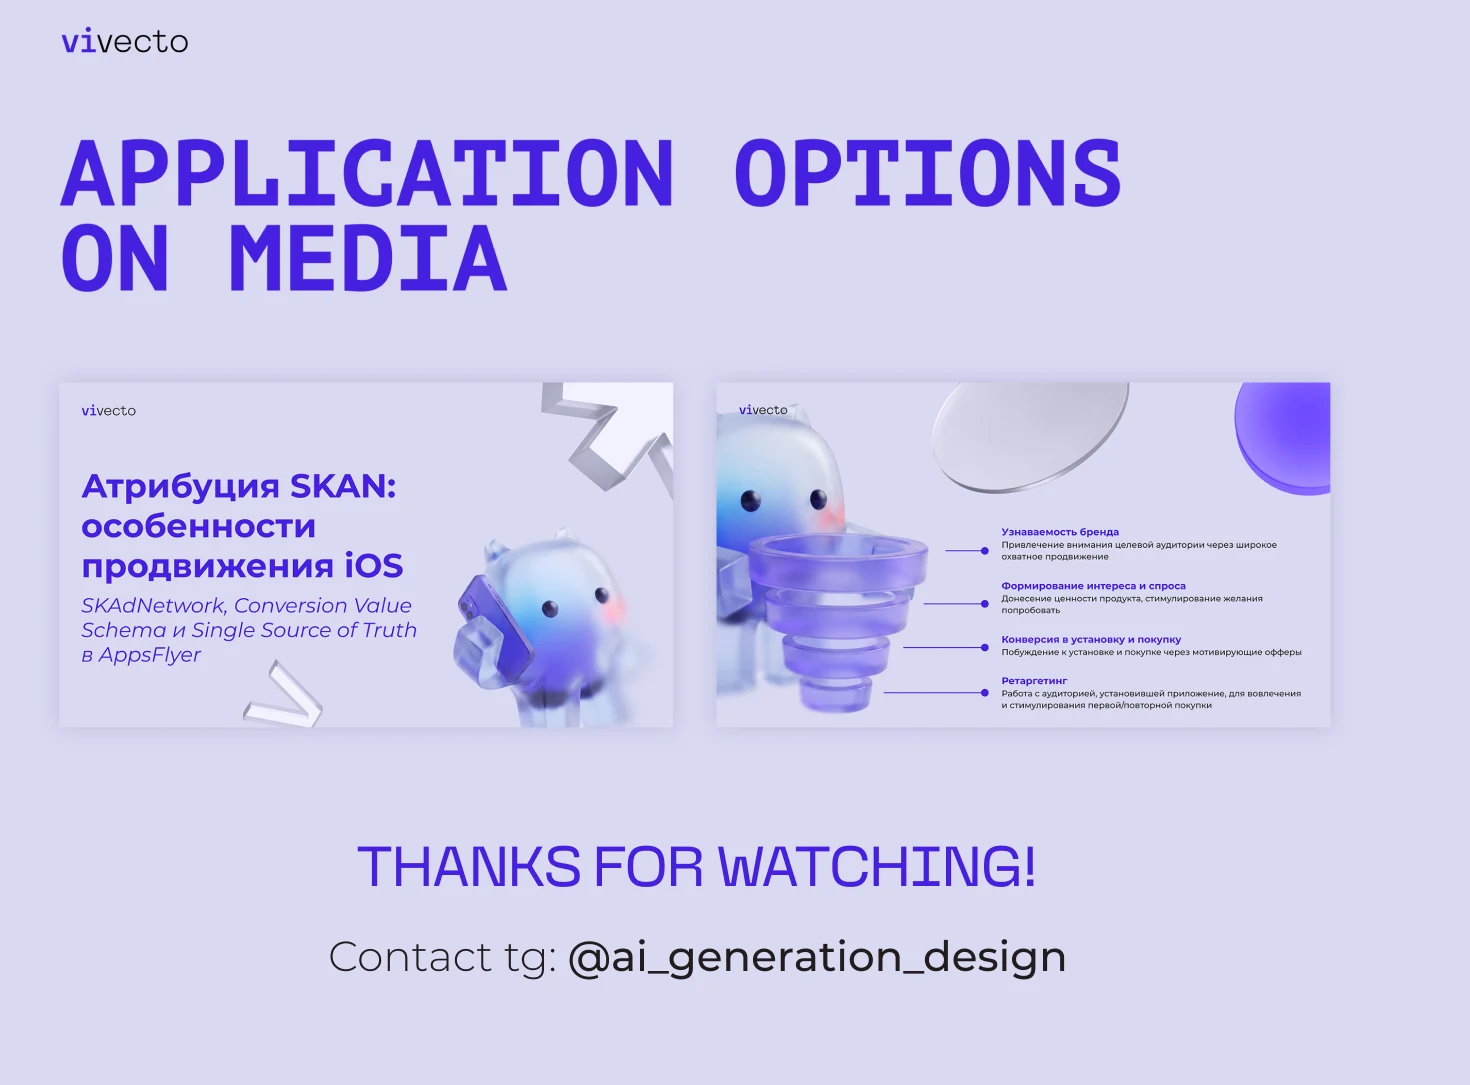 vivecto
APPLICATION OPTIONS
ON MEDIA
vivecto
Атрибуция SKAN:
особенности
продвижения iOS
SKAdNetwork, Conversion Value
Schema и Single Source of Truth
в AppsFlyer
vivecto
Узнаваемость бренда
Привлечение внимания целевой аудитории через широкое
охватное продвижение
Формирование интереса и спроса
Донесение ценности продукта, стимулирование желания
попробовать
Конверсия в установку и покупку
Побуждение к установке и покупке через мотивирующие офферы
Ретаргетинг
Работа с аудиторией, установившей приложение, для вовлечения
и стимулирования первой/повторной покупки
THANKS FOR WATCHING!
Contact tg: @ai_generation_design